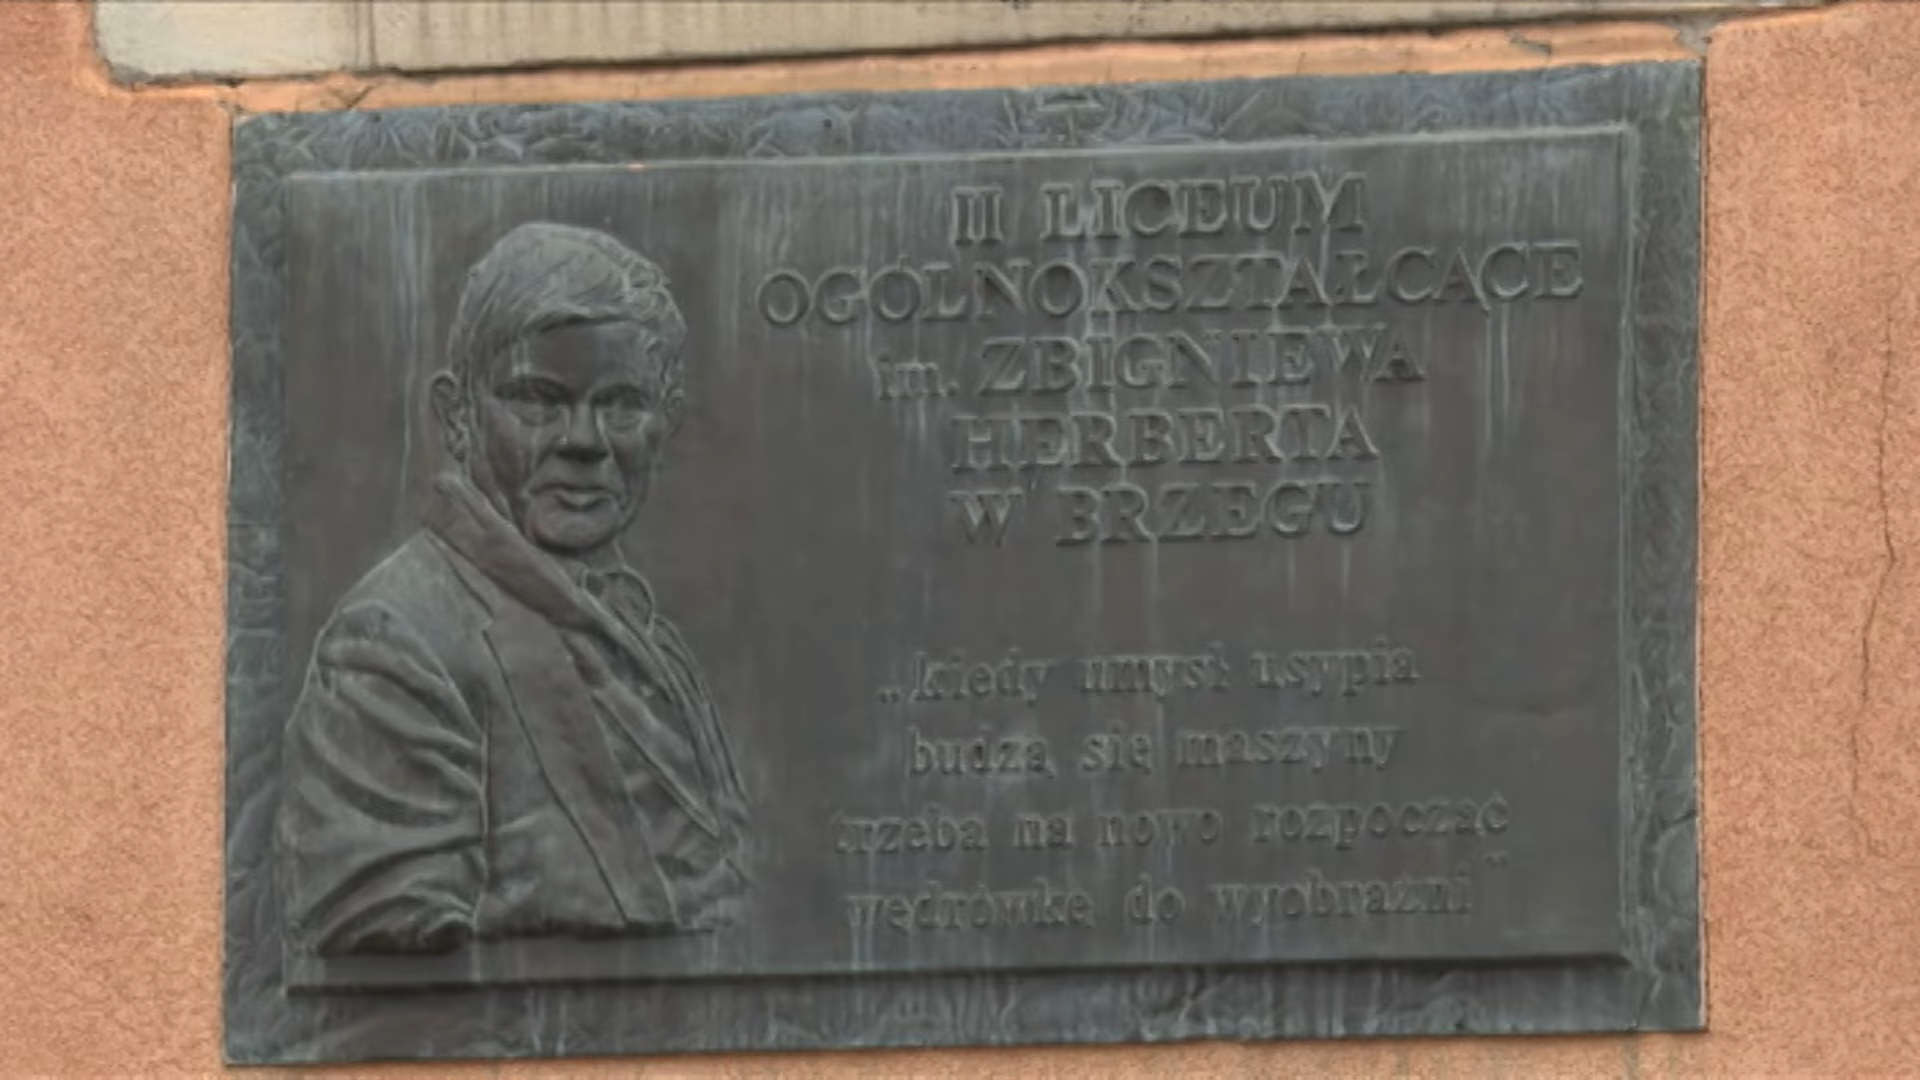 II LICEUM
OGÓLNOKSZTAŁCĄCE
im. ZBIGNIEWA
HERBERTA
W BRZEGU
„kiedy umysł usypia
budzą się maszyny
trzeba na nowo rozpocząć
wędrówkę do wyobraźni”